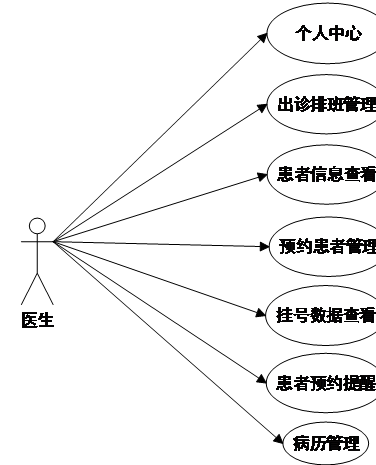 个人中心
出诊排班管理
患者信息查看
预约患者管理
医生
挂号数据查看
患者预约提醒
病历管理